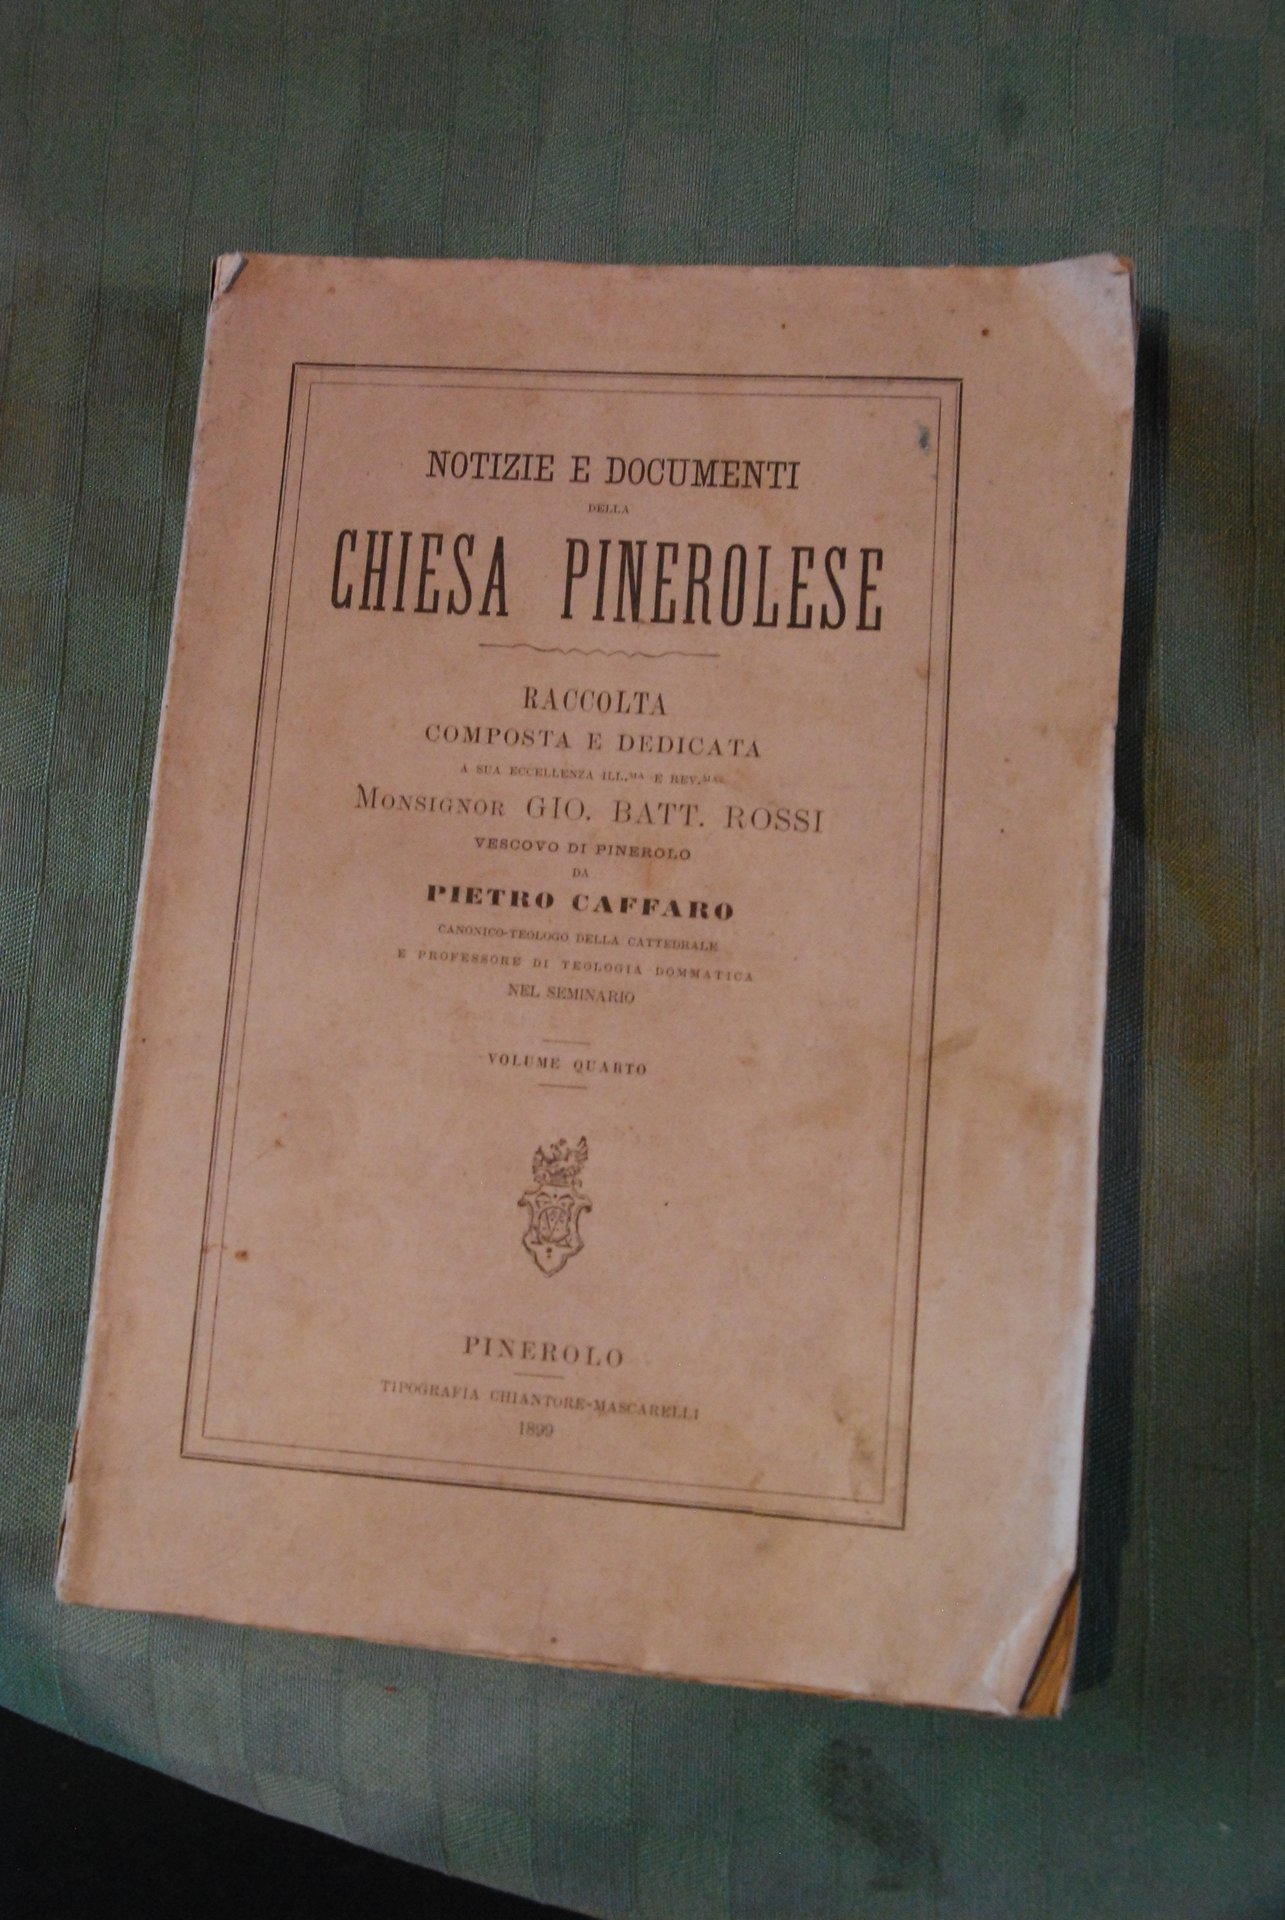 NOTIZIE E DOCUMENTI
DELLA
CHIESA PINEROLESE
RACCOLTA
COMPOSTA E DEDICATA
A SUA ECCELLENZA ILL.MA E REV.MA
MONSIGNOR GIO. BATT. ROSSI
VESCOVO DI PINEROLO
DA
PIETRO CAFFARO
CANONICO-TEOLOGO DELLA CATTEDRALE
E PROFESSORE DI TEOLOGIA DOMMATICA
NEL SEMINARIO
VOLUME QUARTO
PINEROLO
TIPOGRAFIA CHIANTORE-MASCARELLI
1899